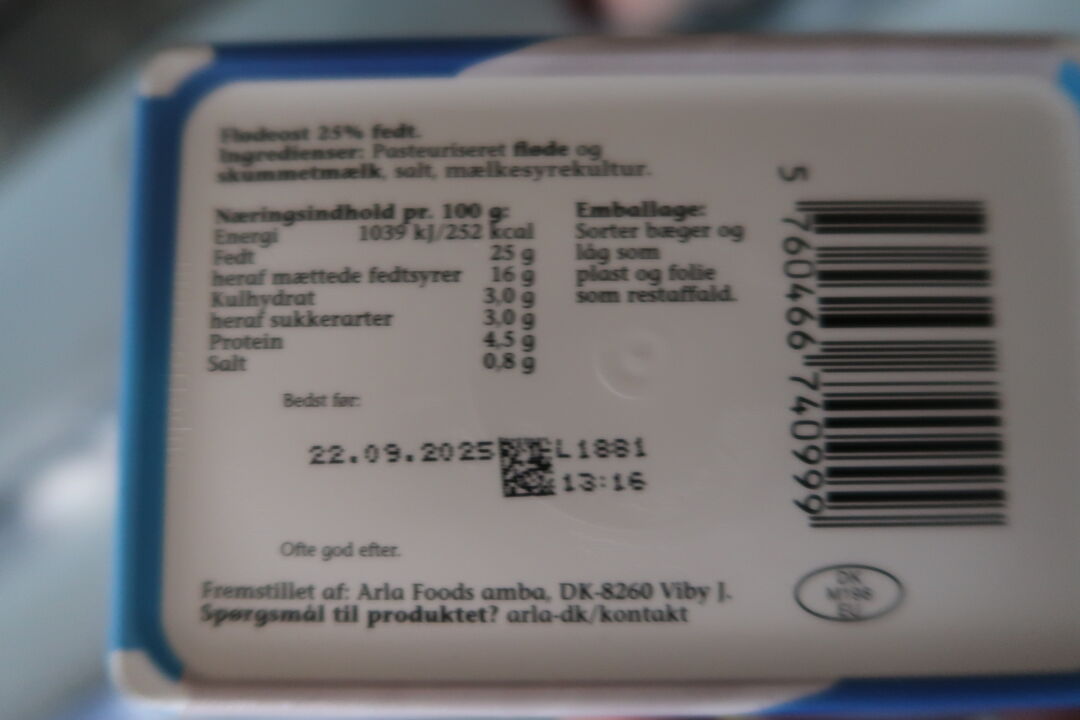 Flødeost 25% fedt.
Ingredienser: Pasteuriseret fløde og
skummetmælk, salt, mælkesyrekultur.
Næringsindhold pr. 100 g:
Energi 1039 kJ/252 kcal
Fedt 25 g
heraf mættede fedtsyrer 16 g
Kulhydrat 3,0 g
heraf sukkerarter 3,0 g
Protein 4,5 g
Salt 0,8 g
Emballage:
Sorter bæger og
låg som
plast og folie
som restaffald.
Bedst før:
22.09.2025 L1881
13:16
Ofte god efter.
Fremstillet af: Arla Foods amba, DK-8260 Viby J.
Spørgsmål til produktet? arla-dk/kontakt
5 760466 740999
DK
EU